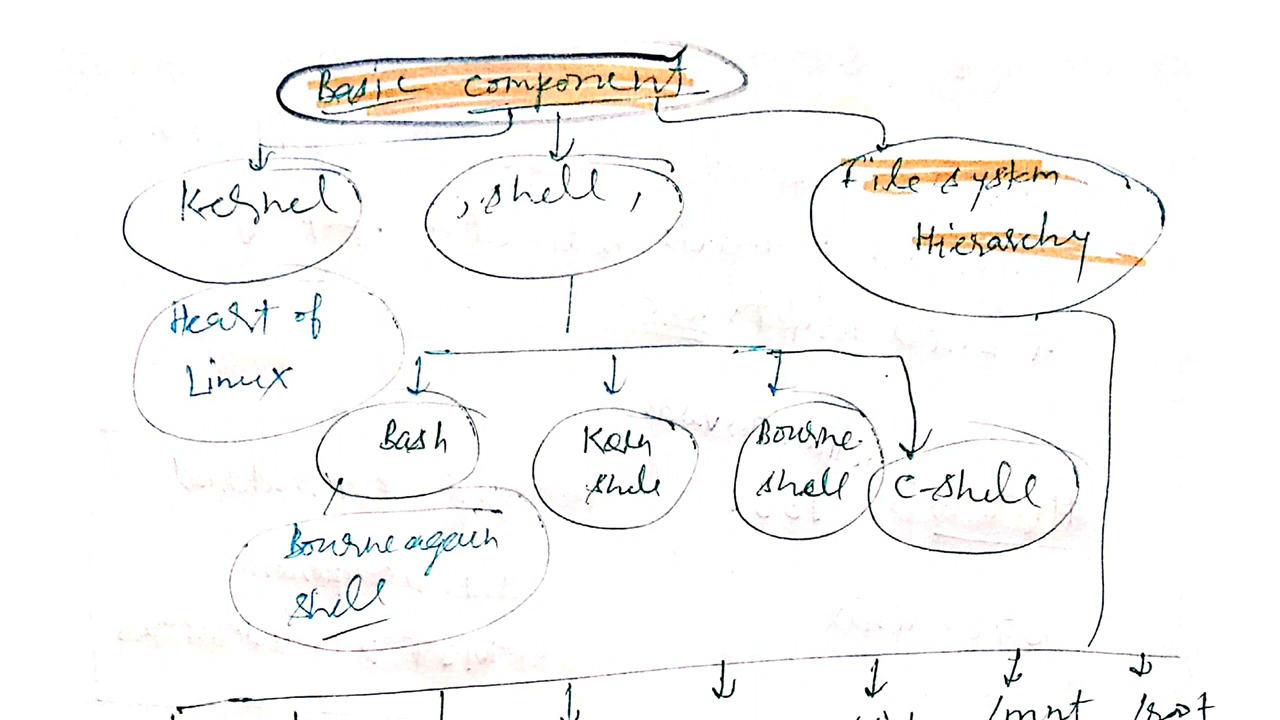 Basic component
Kernel
, shell,
File system
Hierarchy
Heart of
Linux
Bash
Korn
shell
Bourne
shell
C-shell
Bourne again
shell
/mnt
/root